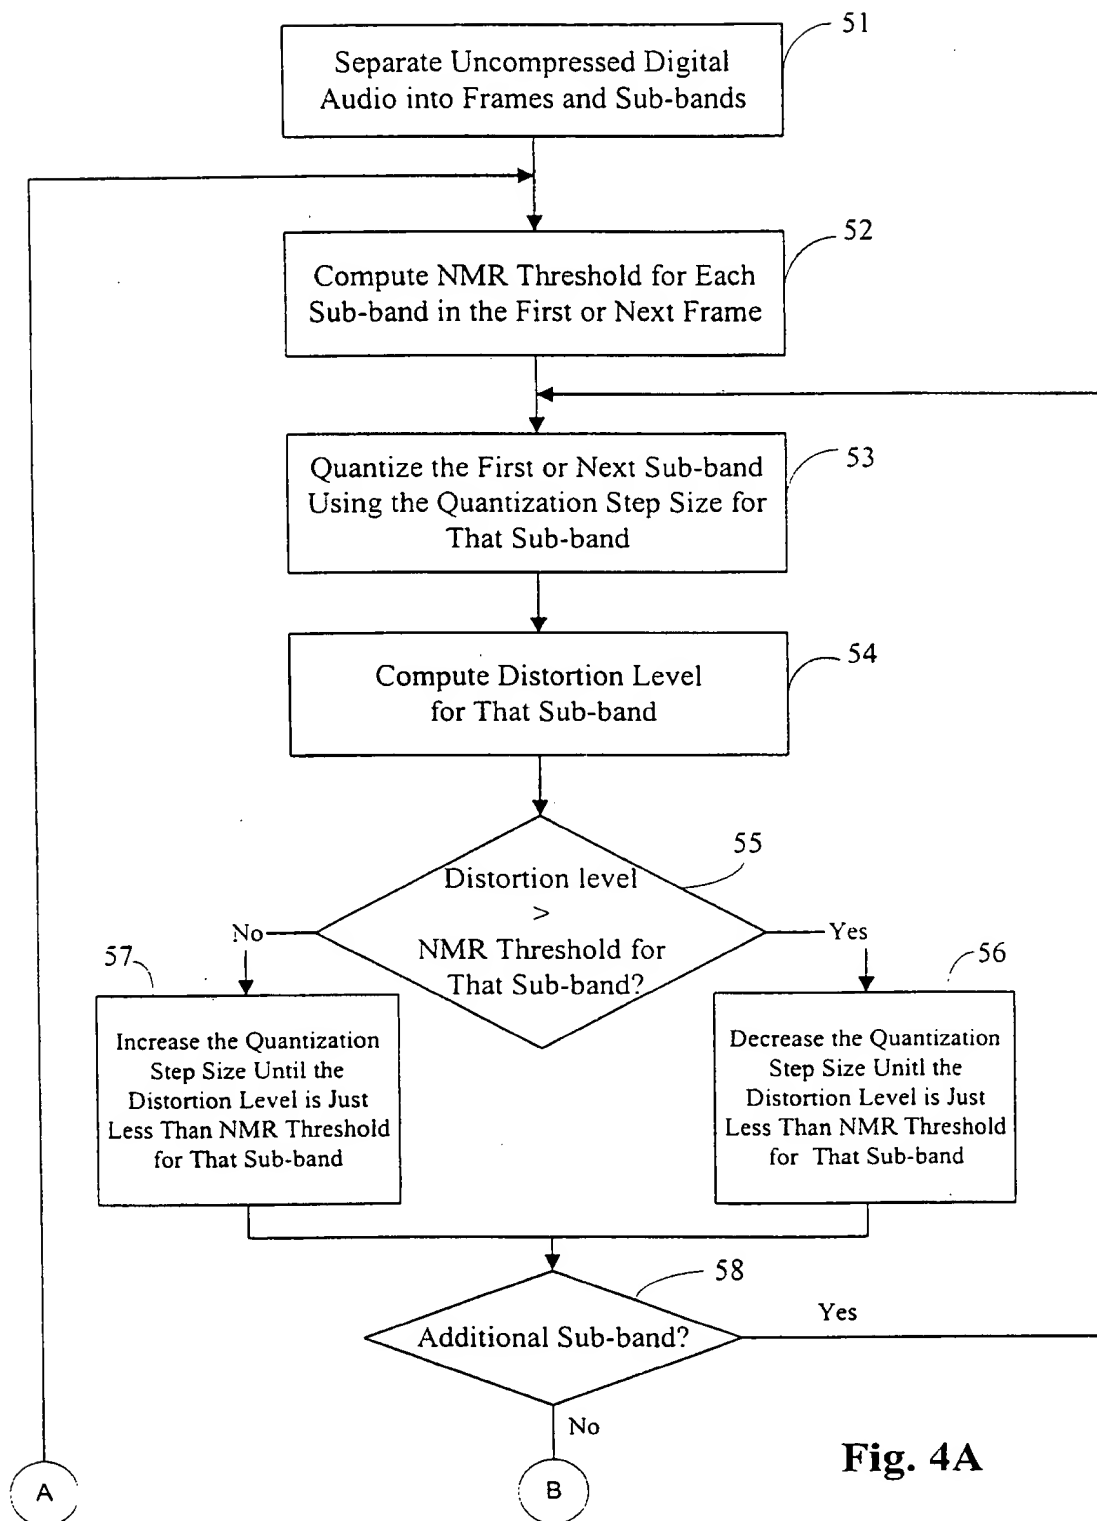 51
Separate Uncompressed Digital
Audio into Frames and Sub-bands
52
Compute NMR Threshold for Each
Sub-band in the First or Next Frame
53
Quantize the First or Next Sub-band
Using the Quantization Step Size for
That Sub-band
54
Compute Distortion Level
for That Sub-band
55
Distortion level
>
NMR Threshold for
That Sub-band?
No
Yes
57
Increase the Quantization
Step Size Until the
Distortion Level is Just
Less Than NMR Threshold
for That Sub-band
56
Decrease the Quantization
Step Size Unitl the
Distortion Level is Just
Less Than NMR Threshold
for That Sub-band
58
Additional Sub-band?
Yes
No
A
B
Fig. 4A